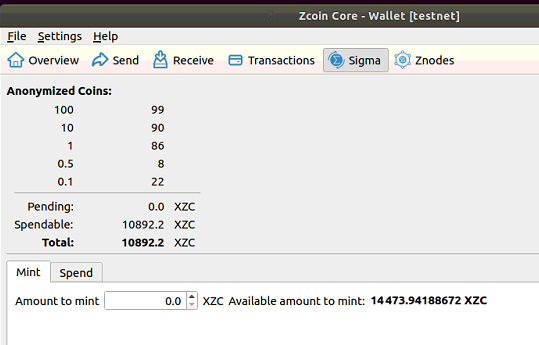 Zcoin Core - Wallet [testnet]
File Settings Help
Overview Send Receive Transactions Sigma Znodes
Anonymized Coins:
100 99
10 90
1 86
0.5 8
0.1 22
Pending: 0.0 XZC
Spendable: 10892.2 XZC
Total: 10892.2 XZC
Mint Spend
Amount to mint 0.0 XZC Available amount to mint: 14 473.94188672 XZC